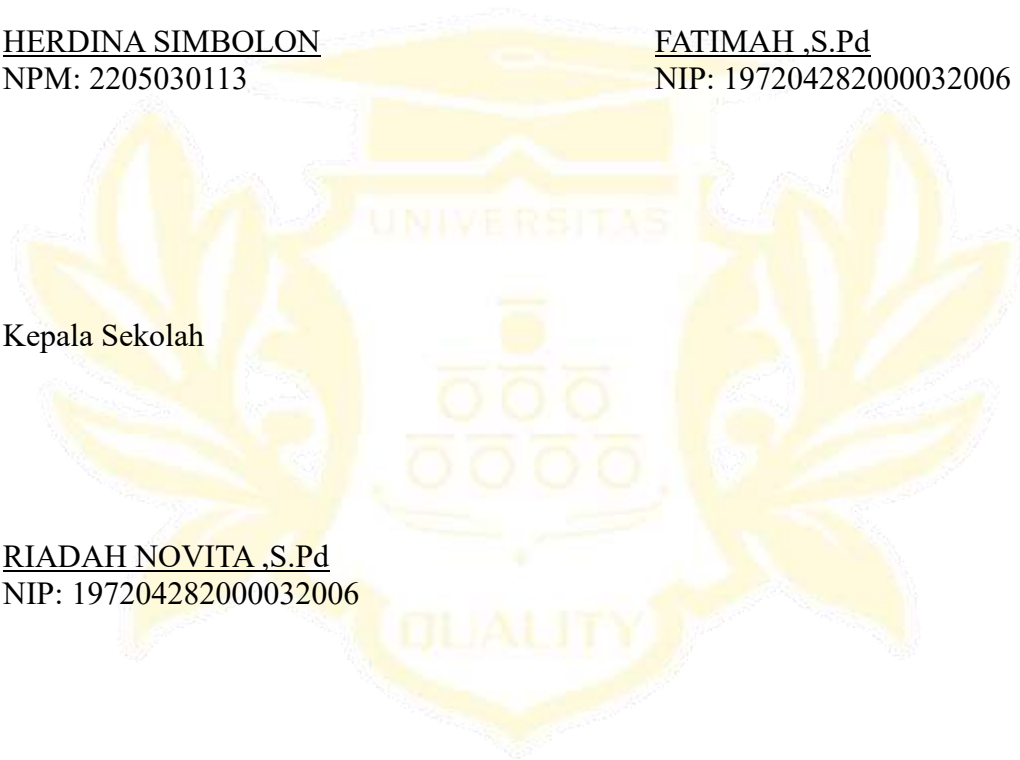 HERDINA SIMBOLON FATIMAH ,S.Pd
NPM: 2205030113 NIP: 197204282000032006
UNIVERSITAS
Kepala Sekolah
RIADAH NOVITA ,S.Pd
NIP: 197204282000032006
QUALITY